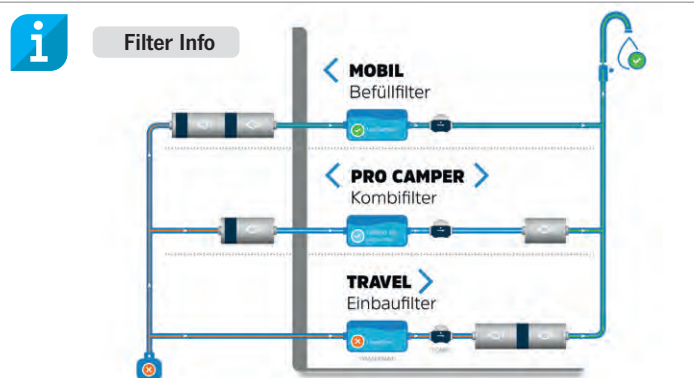 i
Filter Info
< MOBIL
Befüllfilter
< PRO CAMPER >
Kombifilter
TRAVEL >
Einbaufilter